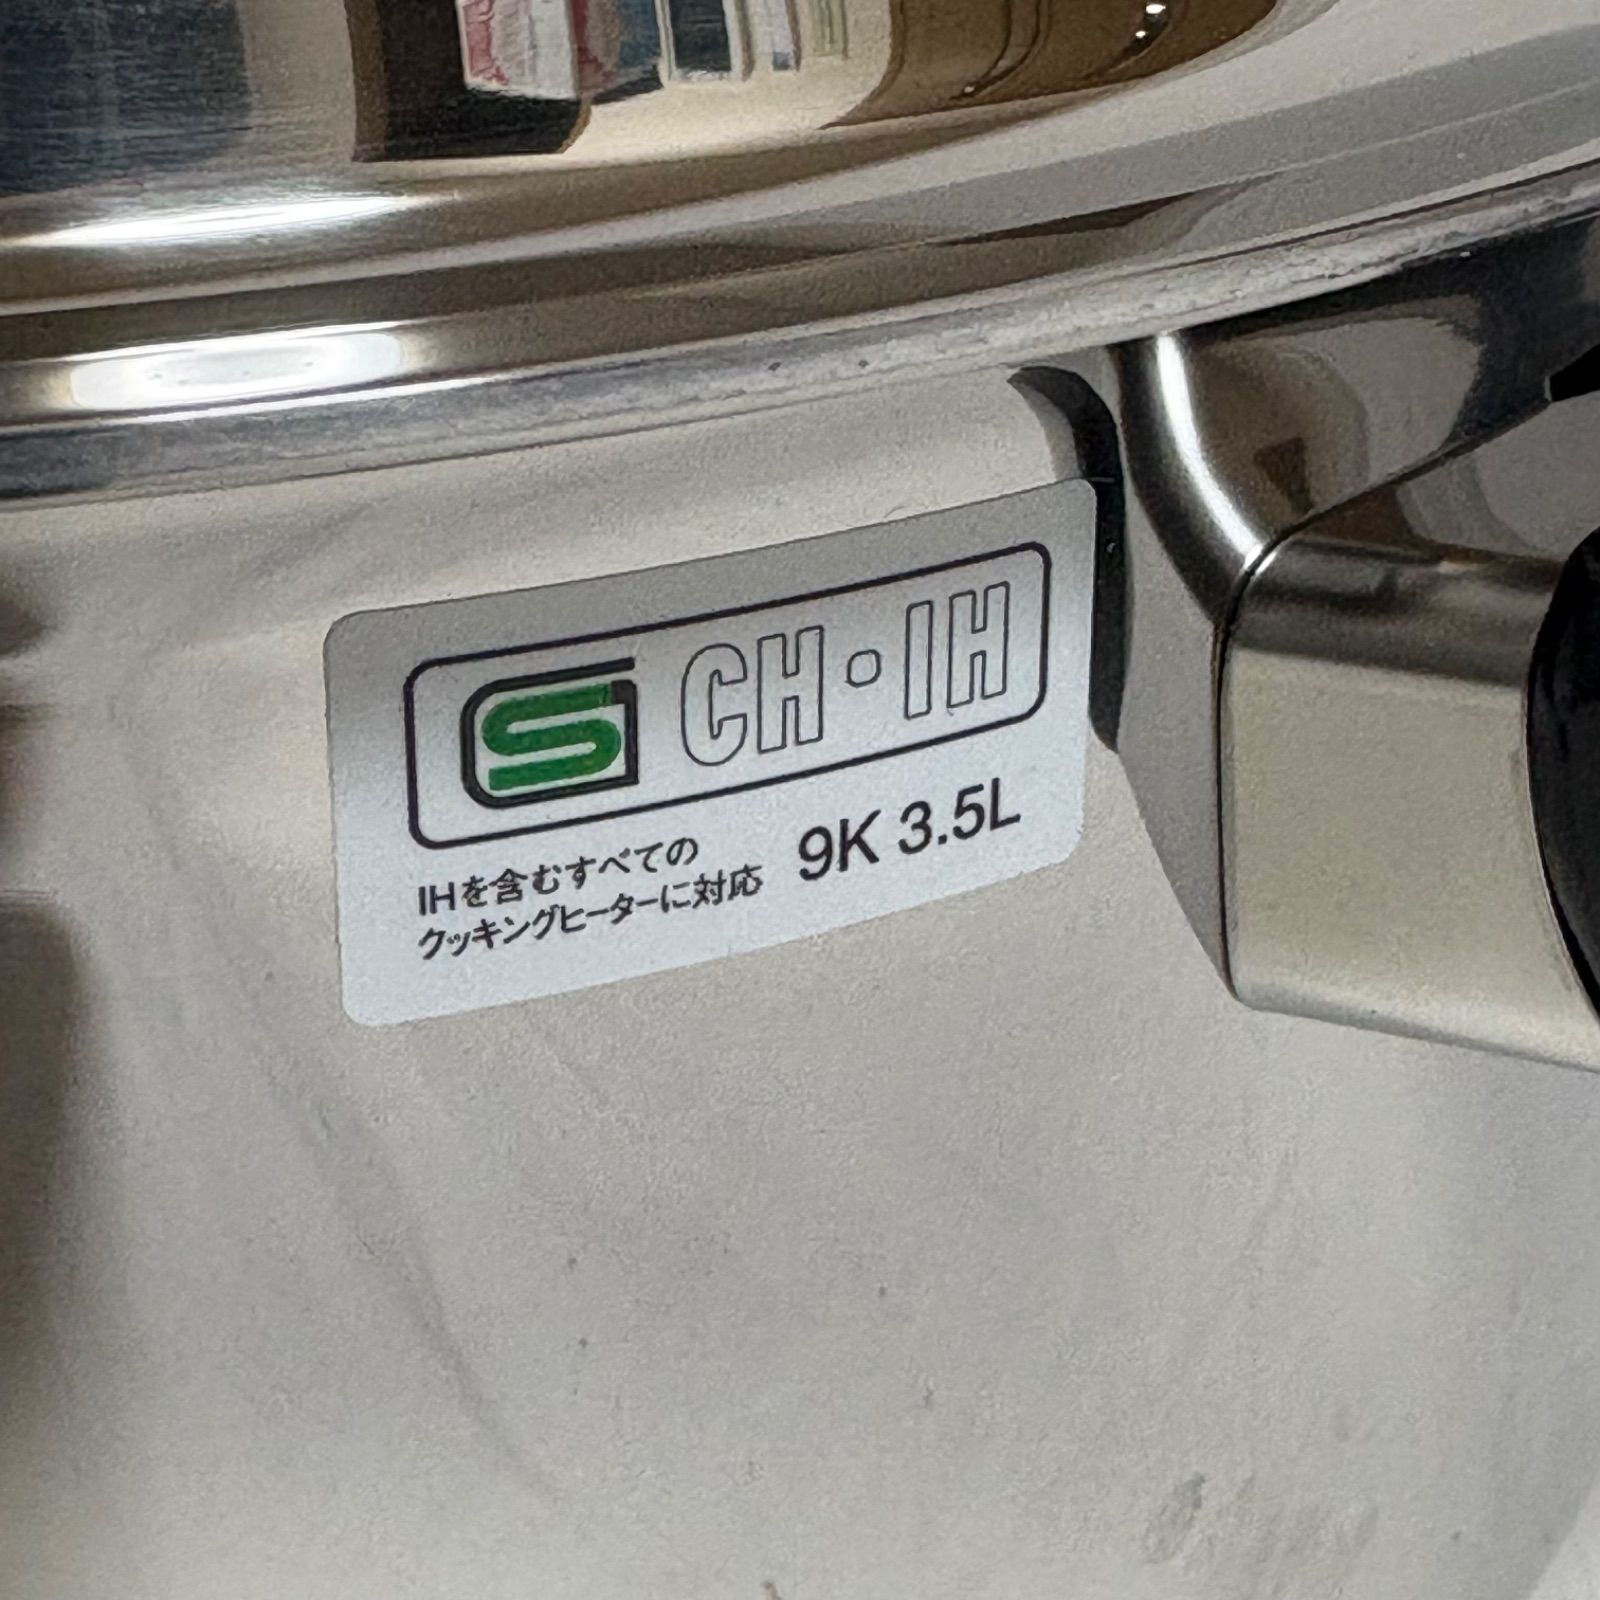 SG CH・IH
IHを含むすべての
クッキングヒーターに対応
9K 3.5L